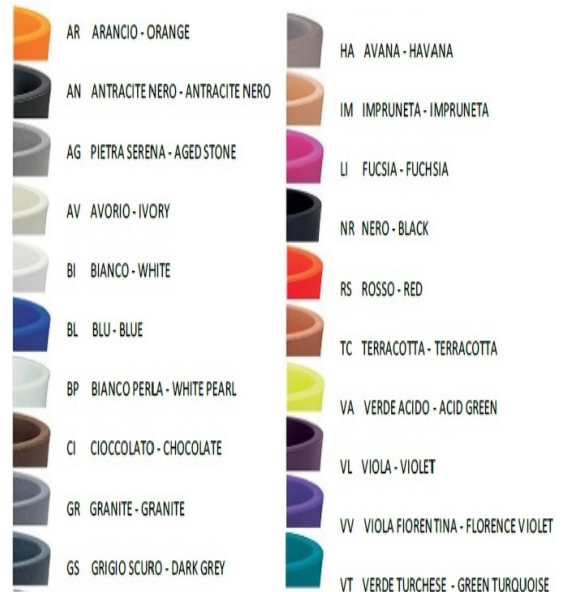 AR ARANCIO - ORANGE
AN ANTRACITE NERO - ANTRACITE NERO
AG PIETRA SERENA - AGED STONE
AV AVORIO - IVORY
BI BIANCO - WHITE
BL BLU - BLUE
BP BIANCO PERLA - WHITE PEARL
CI CIOCCOLATO - CHOCOLATE
GR GRANITE - GRANITE
GS GRIGIO SCURO - DARK GREY
HA AVANA - HAVANA
IM IMPRUNETA - IMPRUNETA
LI FUCSIA - FUCHSIA
NR NERO - BLACK
RS ROSSO - RED
TC TERRACOTTA - TERRACOTTA
VA VERDE ACIDO - ACID GREEN
VL VIOLA - VIOLET
VV VIOLA FIORENTINA - FLORENCE VIOLET
VT VERDE TURCHESE - GREEN TURQUOISE